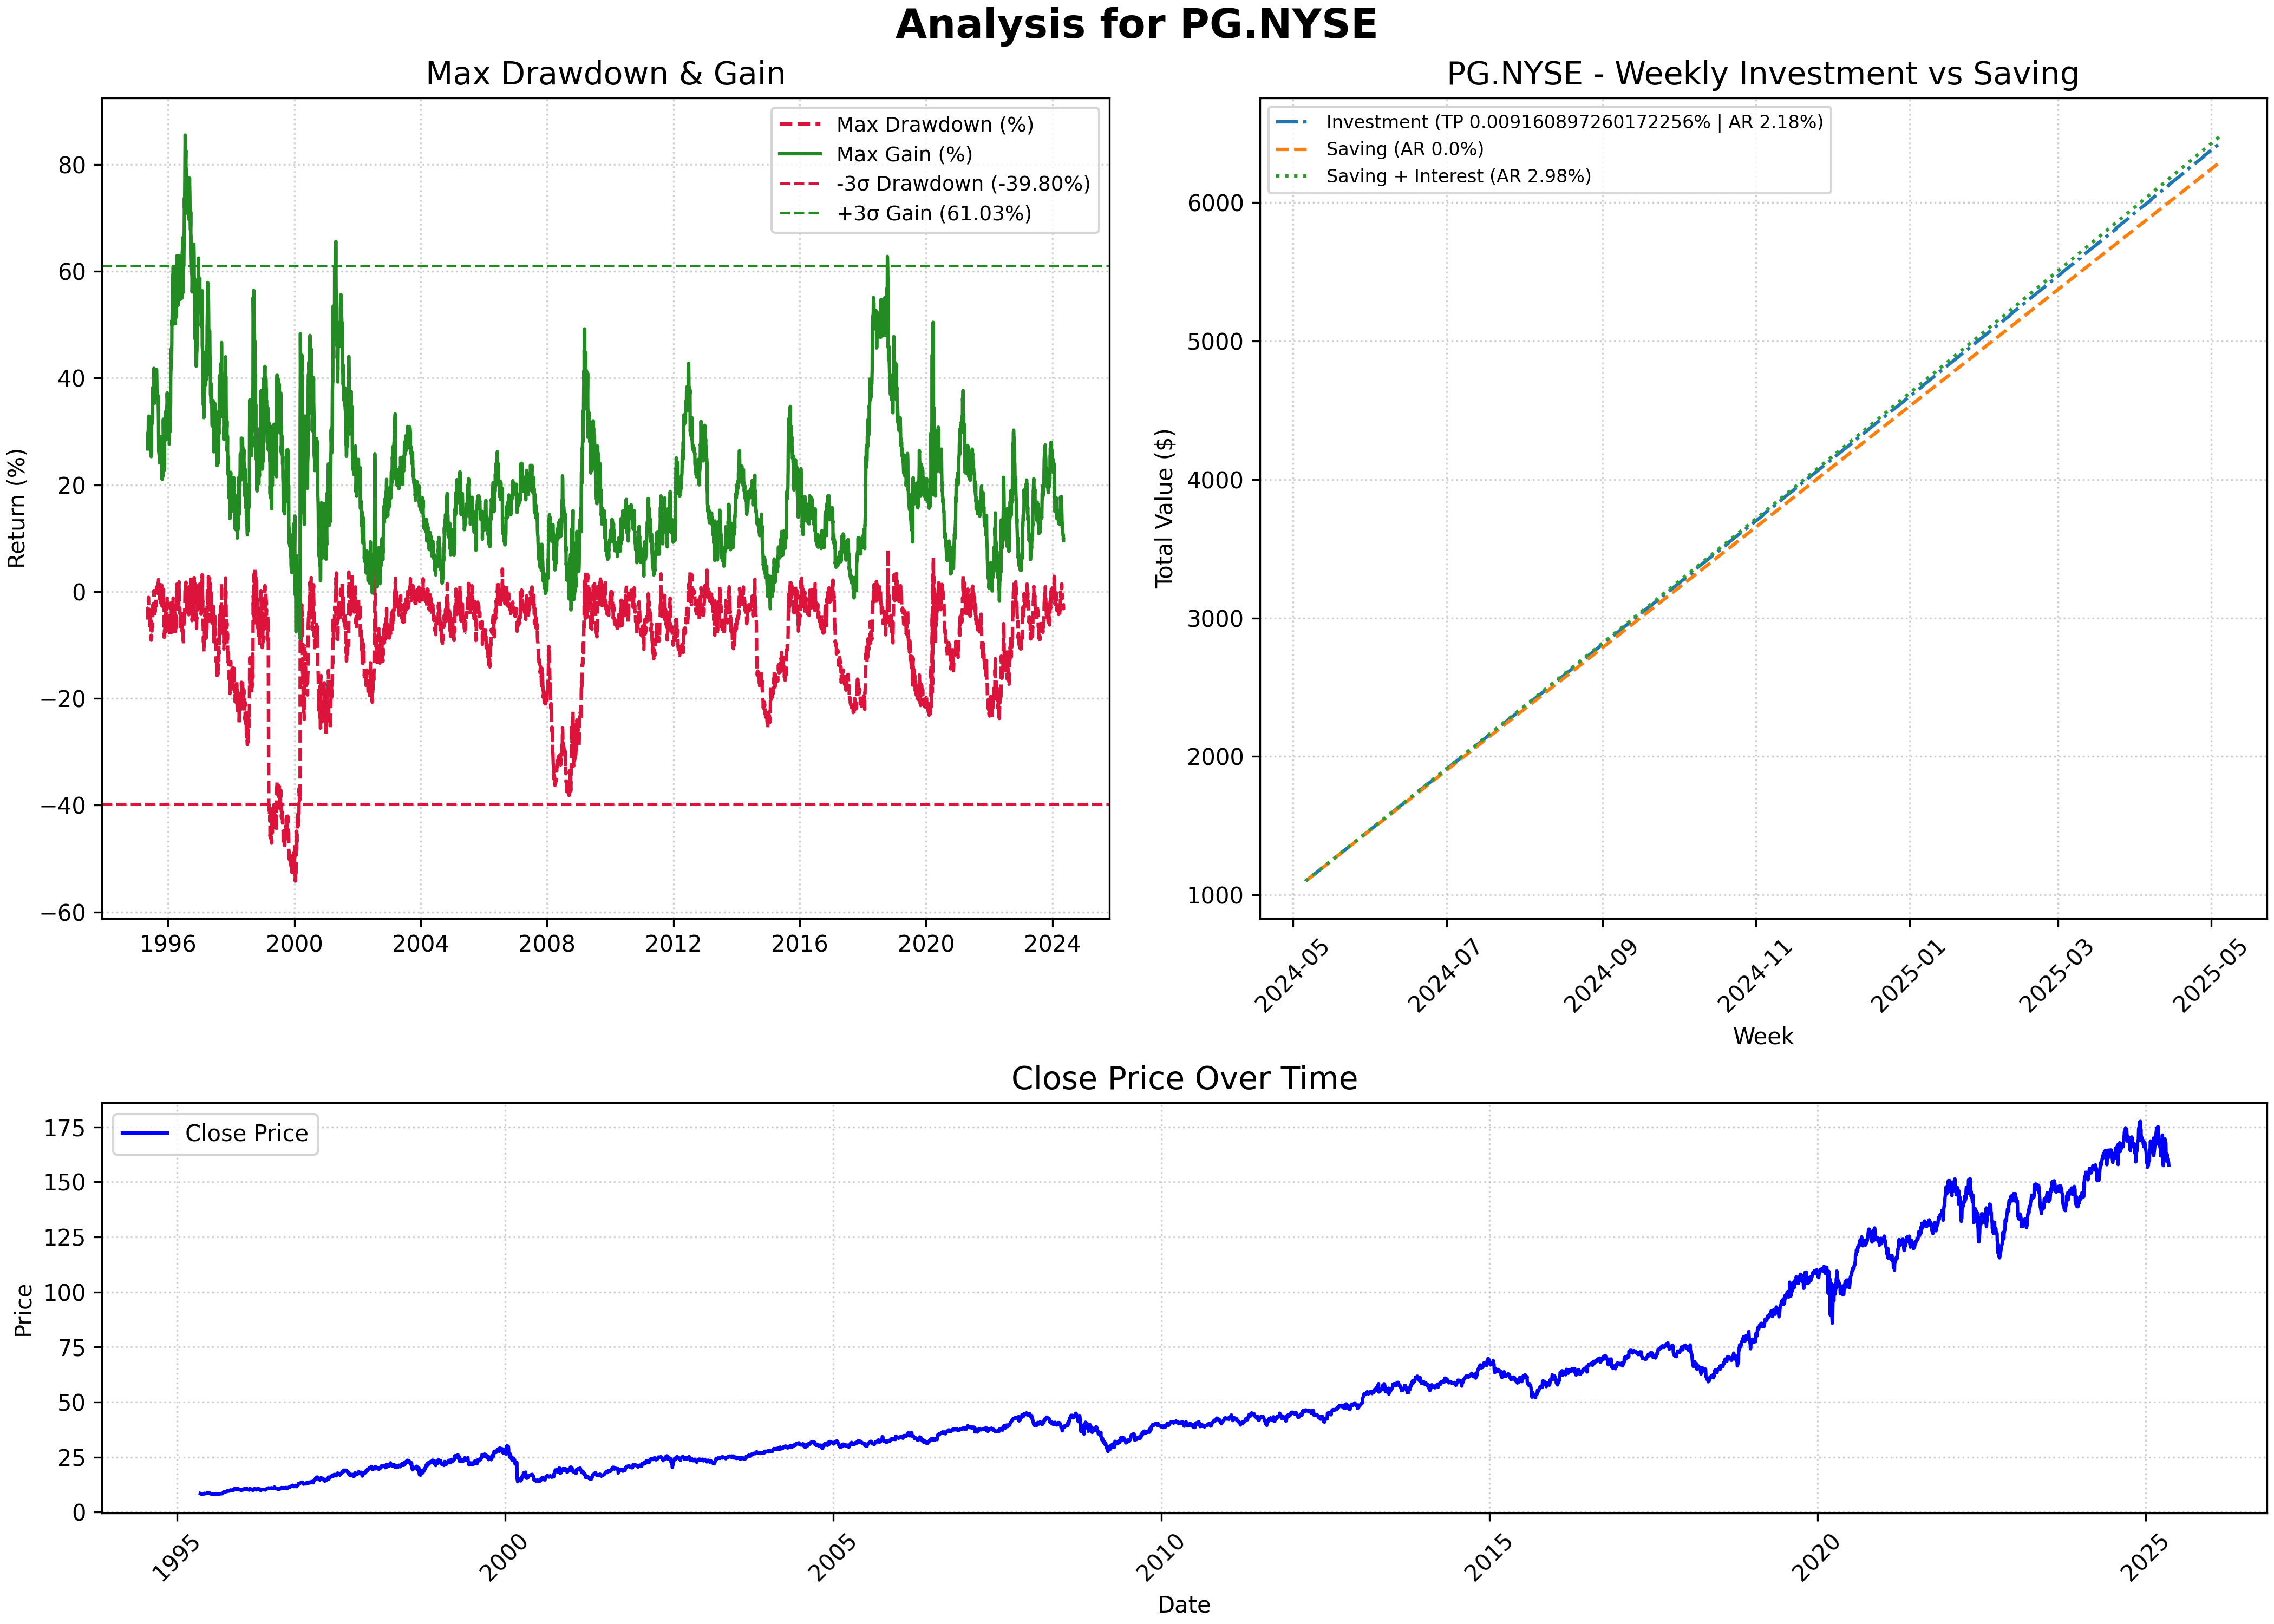 Analysis for PG.NYSE
Max Drawdown & Gain
Max Drawdown (%)
Max Gain (%)
-3σ Drawdown (-39.80%)
+3σ Gain (61.03%)
Return (%)
80
60
40
20
0
−20
−40
−60
1996 2000 2004 2008 2012 2016 2020 2024
PG.NYSE - Weekly Investment vs Saving
Investment (TP 0.009160897260172256% | AR 2.18%)
Saving (AR 0.0%)
Saving + Interest (AR 2.98%)
Total Value ($)
6000
5000
4000
3000
2000
1000
2024-05 2024-07 2024-09 2024-11 2025-01 2025-03 2025-05
Week
Close Price Over Time
Close Price
Price
175
150
125
100
75
50
25
0
1995 2000 2005 2010 2015 2020 2025
Date